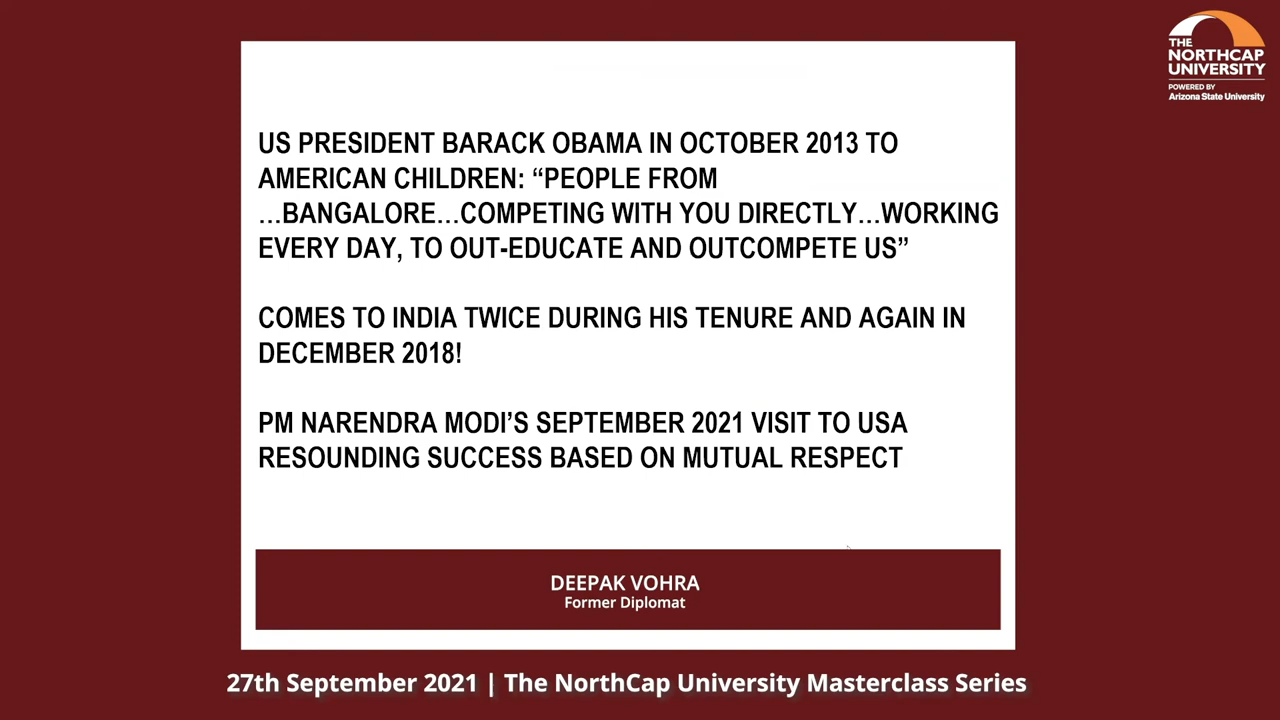 THE
NORTHCAP
UNIVERSITY
POWERED BY
Arizona State University
US PRESIDENT BARACK OBAMA IN OCTOBER 2013 TO
AMERICAN CHILDREN: “PEOPLE FROM
…BANGALORE…COMPETING WITH YOU DIRECTLY…WORKING
EVERY DAY, TO OUT-EDUCATE AND OUTCOMPETE US”
COMES TO INDIA TWICE DURING HIS TENURE AND AGAIN IN
DECEMBER 2018!
PM NARENDRA MODI’S SEPTEMBER 2021 VISIT TO USA
RESOUNDING SUCCESS BASED ON MUTUAL RESPECT
DEEPAK VOHRA
Former Diplomat
27th September 2021 | The NorthCap University Masterclass Series